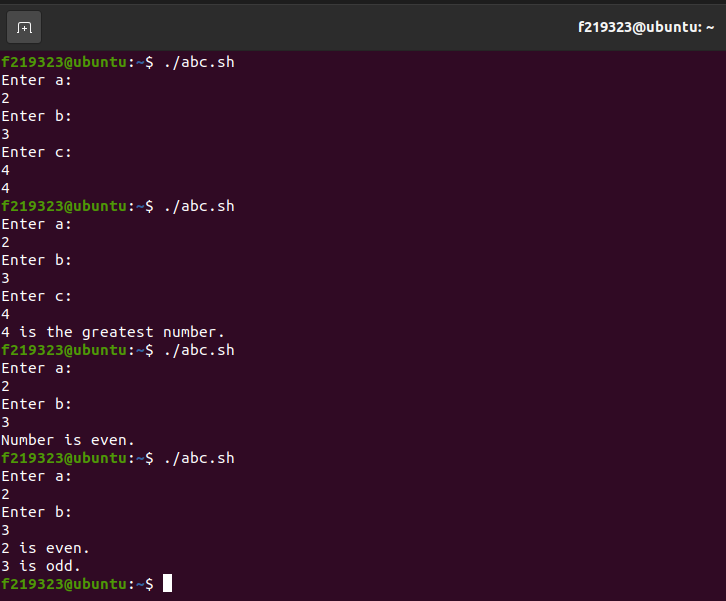 f219323@ubuntu: ~
f219323@ubuntu:~$ ./abc.sh
Enter a:
2
Enter b:
3
Enter c:
4
4
f219323@ubuntu:~$ ./abc.sh
Enter a:
2
Enter b:
3
Enter c:
4
4 is the greatest number.
f219323@ubuntu:~$ ./abc.sh
Enter a:
2
Enter b:
3
Number is even.
f219323@ubuntu:~$ ./abc.sh
Enter a:
2
Enter b:
3
2 is even.
3 is odd.
f219323@ubuntu:~$